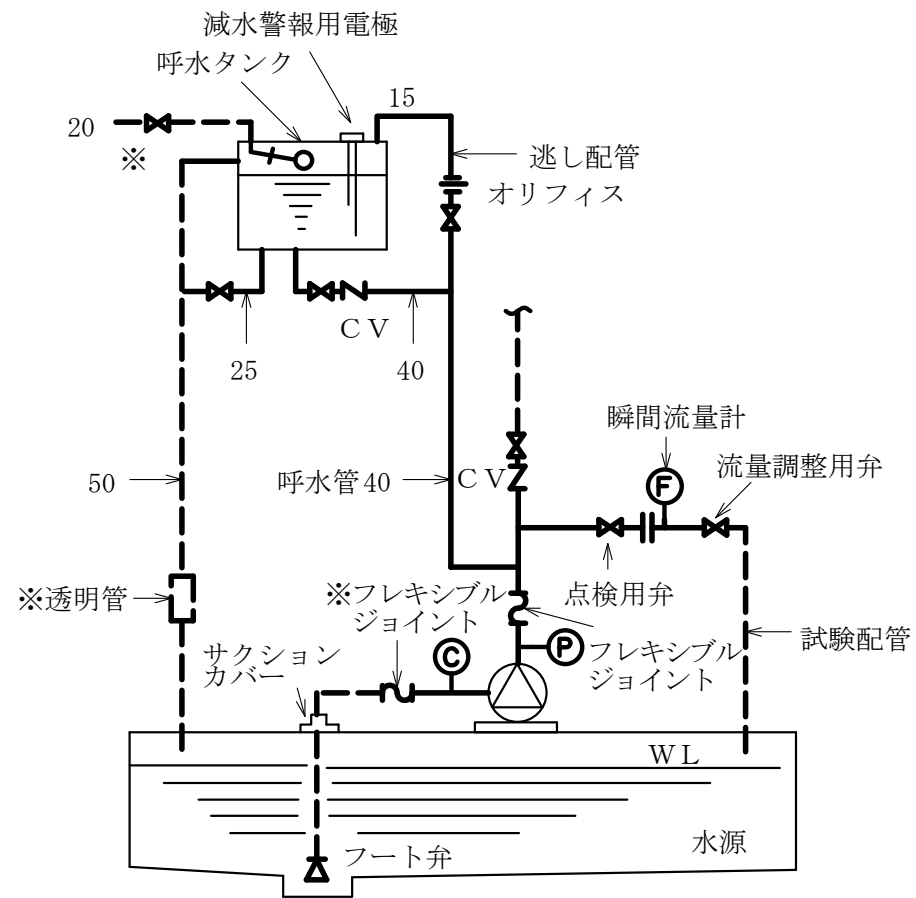 減水警報用電極
呼水タンク
15
20
※
逃し配管
オリフィス
CV
25
40
瞬間流量計
流量調整用弁
50
呼水管40
CV
F
点検用弁
※透明管
※フレキシブル
ジョイント
試験配管
サクション
カバー
C
P
フレキシブル
ジョイント
WL
水源
フート弁